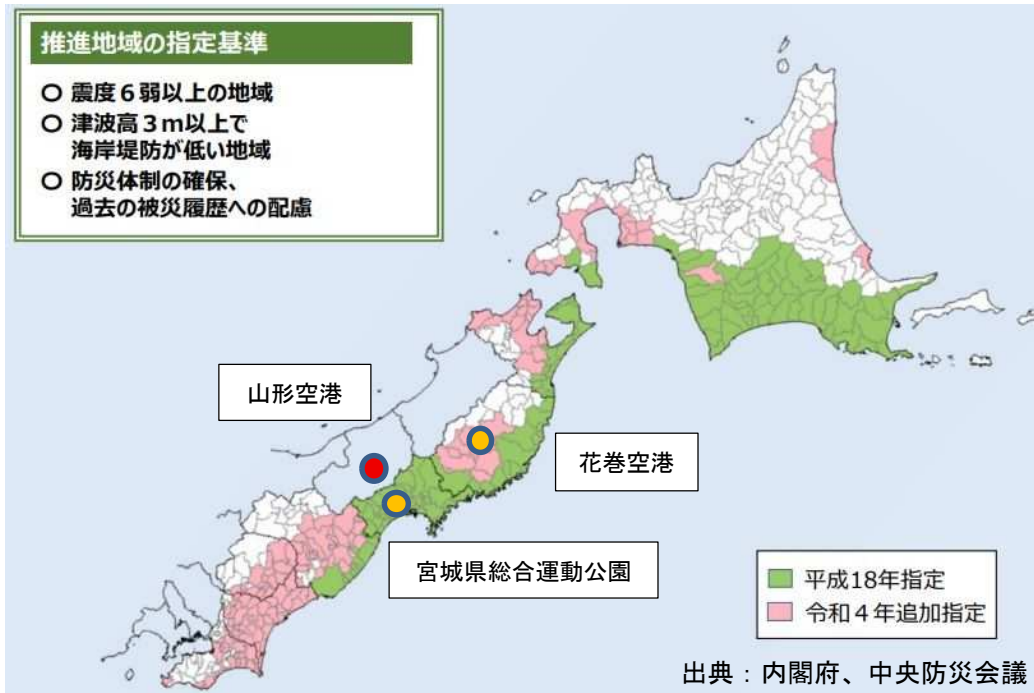 推進地域の指定基準
○ 震度６弱以上の地域
○ 津波高３ｍ以上で
海岸堤防が低い地域
○ 防災体制の確保、
過去の被災履歴への配慮
山形空港
花巻空港
宮城県総合運動公園
平成18年指定
令和４年追加指定
出典：内閣府、中央防災会議